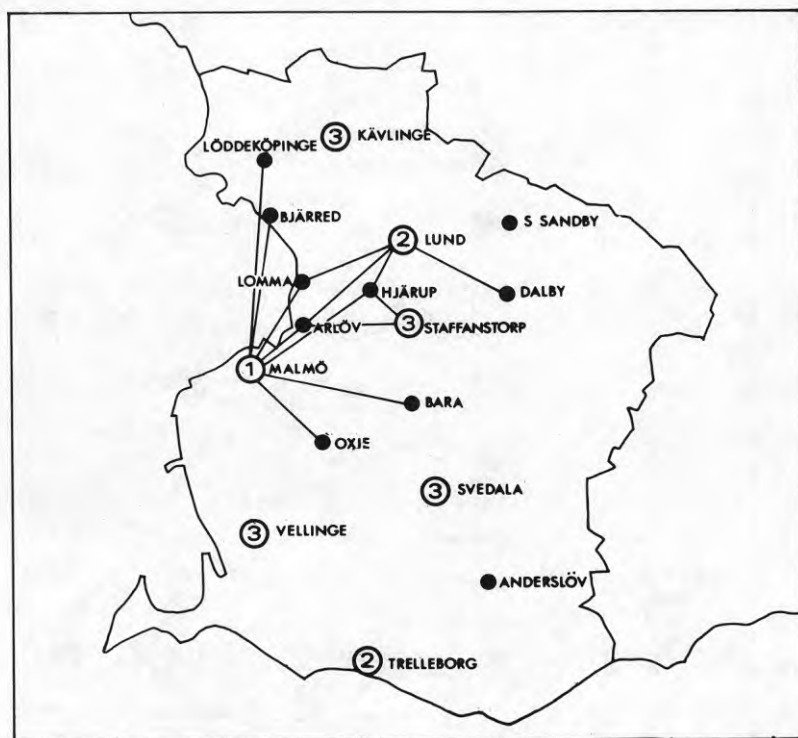 3 KÄVLINGE
LÖDDEKÖPINGE
BJÄRRED
S SANDBY
2 LUND
LOMMA
HJÄRUP
DALBY
ARLÖV
3 STAFFANSTORP
1 MALMÖ
BARA
OXIE
3 SVEDALA
3 VELLINGE
ANDERSLÖV
2 TRELLEBORG